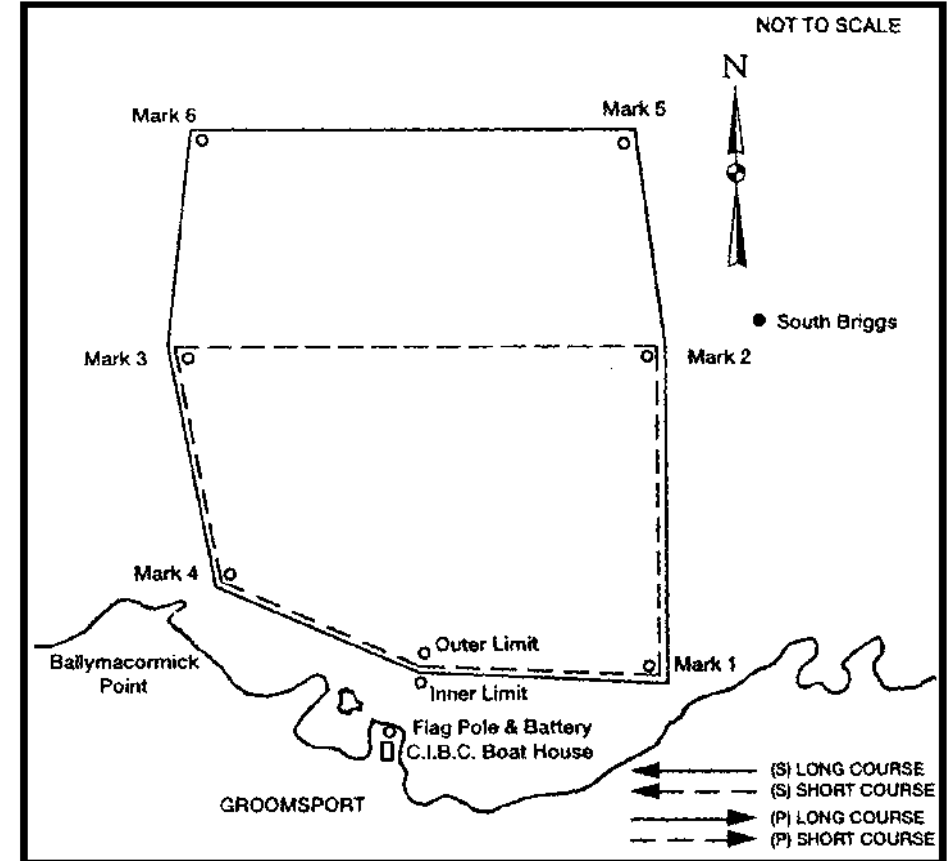 NOT TO SCALE
N
Mark 6
Mark 5
South Briggs
Mark 3
Mark 2
Mark 4
Outer Limit
Mark 1
Ballymacormick
Point
Inner Limit
Flag Pole & Battery
C.I.B.C. Boat House
GROOMSPORT
(S) LONG COURSE
(S) SHORT COURSE
(P) LONG COURSE
(P) SHORT COURSE